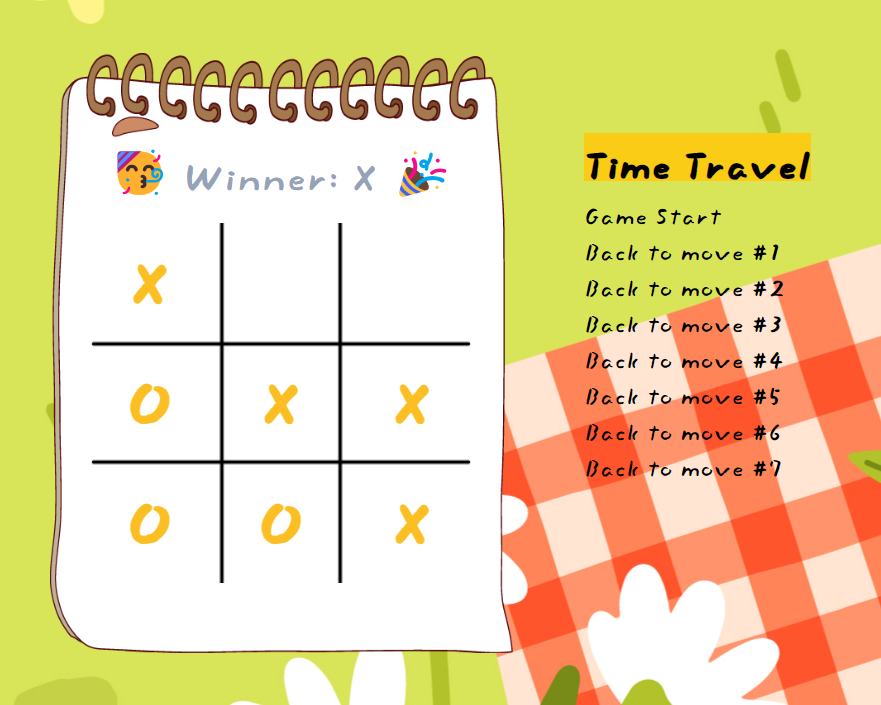 Winner: X
X
O X X
O O X
Time Travel
Game Start
Back to move #1
Back to move #2
Back to move #3
Back to move #4
Back to move #5
Back to move #6
Back to move #7